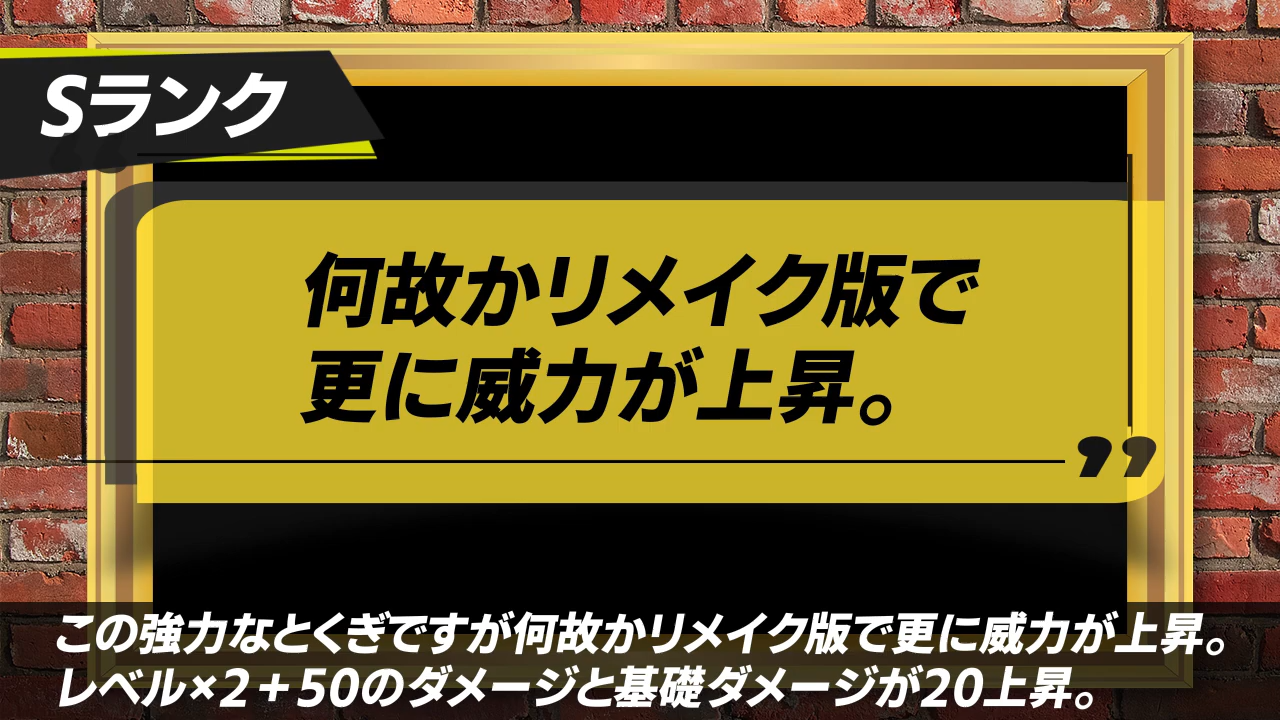 Sランク
何故かリメイク版で
更に威力が上昇。
”
この強力なとくぎですが何故かリメイク版で更に威力が上昇。
レベル×2＋50のダメージと基礎ダメージが20上昇。